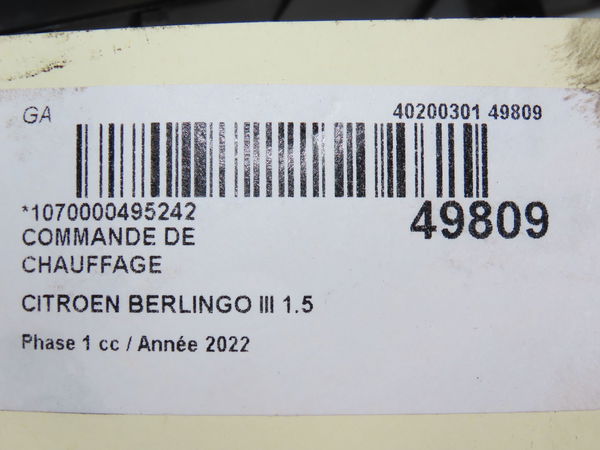 GA
40200301 49809
*1070000495242
49809
COMMANDE DE
CHAUFFAGE
CITROEN BERLINGO III 1.5
Phase 1 cc / Année 2022